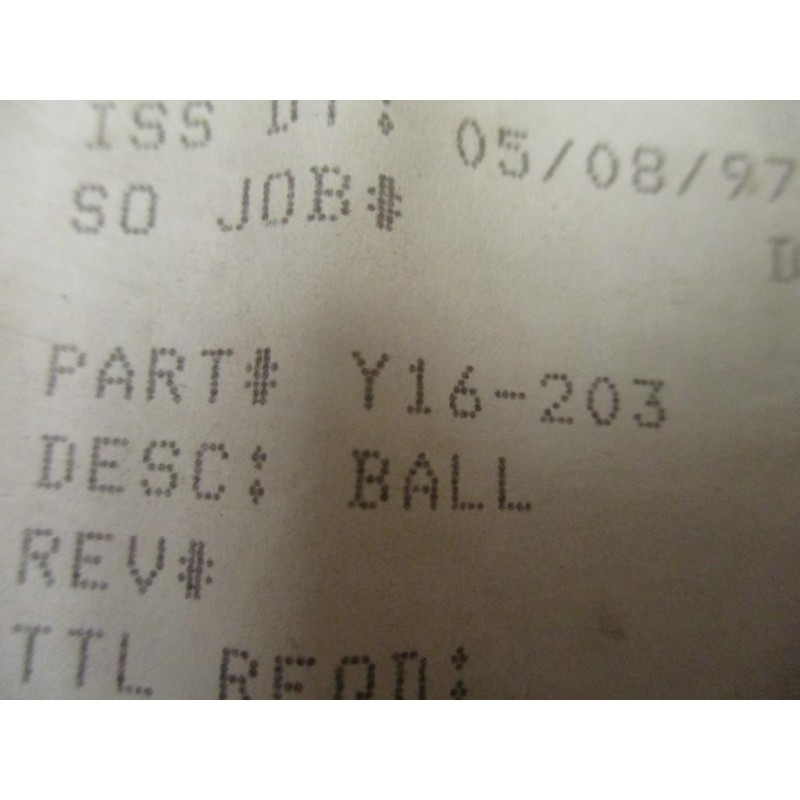 ISS DT: 05/08/97
SO JOB#
D
PART# Y16-203
DESC: BALL
REV#
TTL REQD: